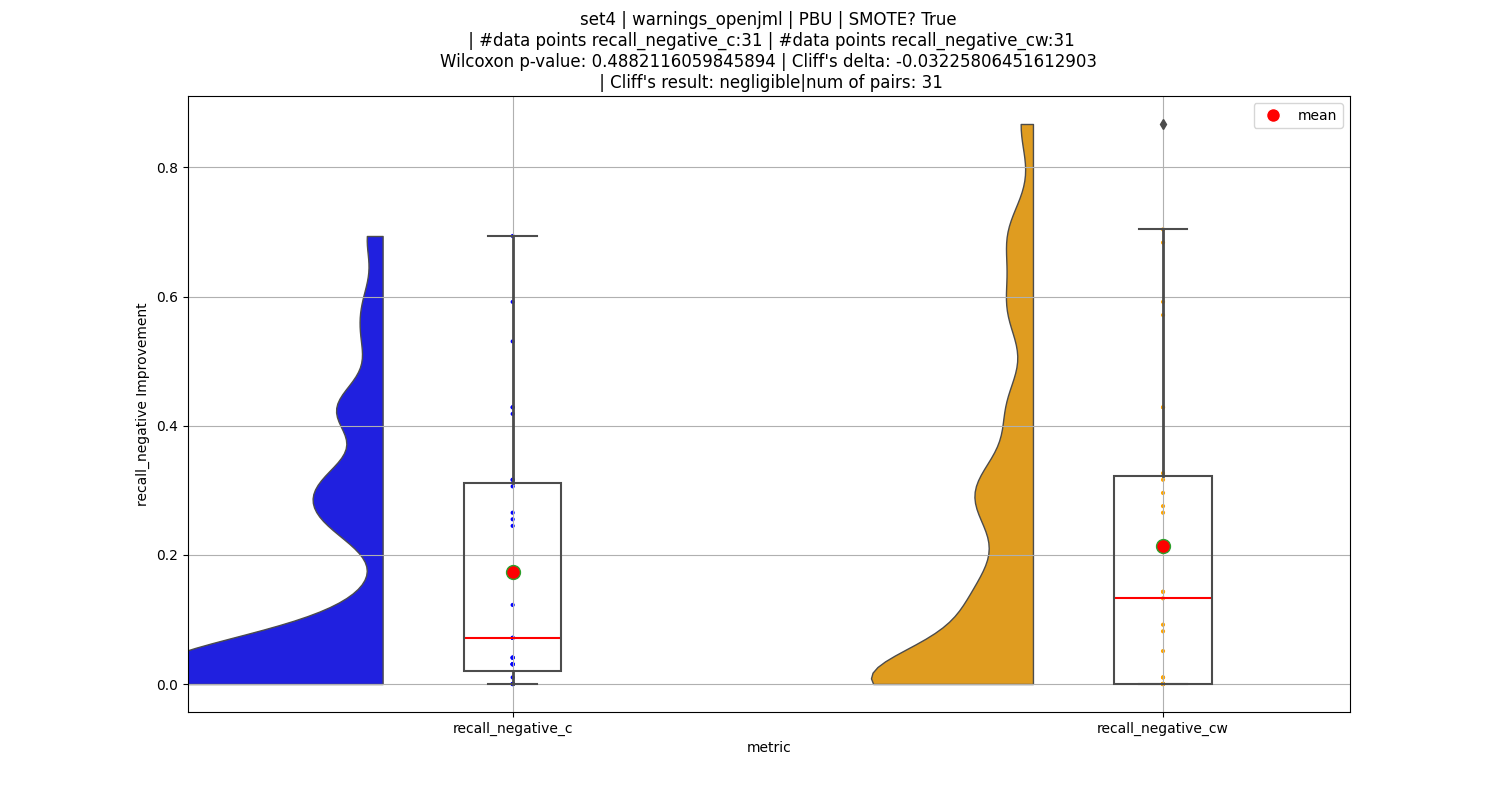 set4 | warnings_openjml | PBU | SMOTE? True
| #data points recall_negative_c:31 | #data points recall_negative_cw:31
Wilcoxon p-value: 0.4882116059845894 | Cliff's delta: -0.03225806451612903
| Cliff's result: negligible|num of pairs: 31
mean
0.8
0.6
0.4
0.2
0.0
recall_negative Improvement
recall_negative_c
recall_negative_cw
metric